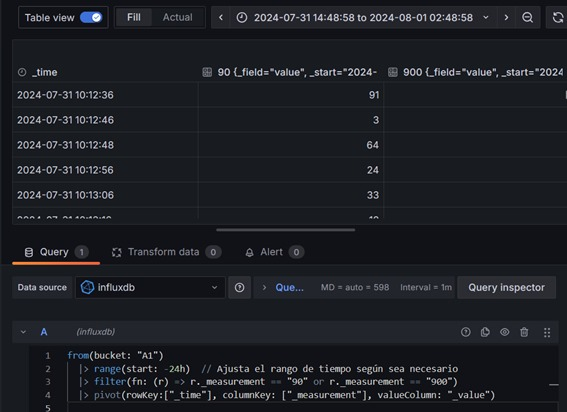 Table view Fill Actual 2024-07-31 14:48:58 to 2024-08-01 02:48:58
_time 90 {_field="value", _start="2024- 900 {_field="value", _start="2024
2024-07-31 10:12:36 91
2024-07-31 10:12:46 3
2024-07-31 10:12:48 64
2024-07-31 10:12:56 24
2024-07-31 10:13:06 33
Query 1 Transform data 0 Alert 0
Data source influxdb Que... MD = auto = 598 Interval = 1m Query inspector
A (influxdb)
1 from(bucket: "A1")
2 |> range(start: -24h) // Ajusta el rango de tiempo según sea necesario
3 |> filter(fn: (r) => r._measurement == "90" or r._measurement == "900")
4 |> pivot(rowKey:["_time"], columnKey: ["_measurement"], valueColumn: "_value")
5